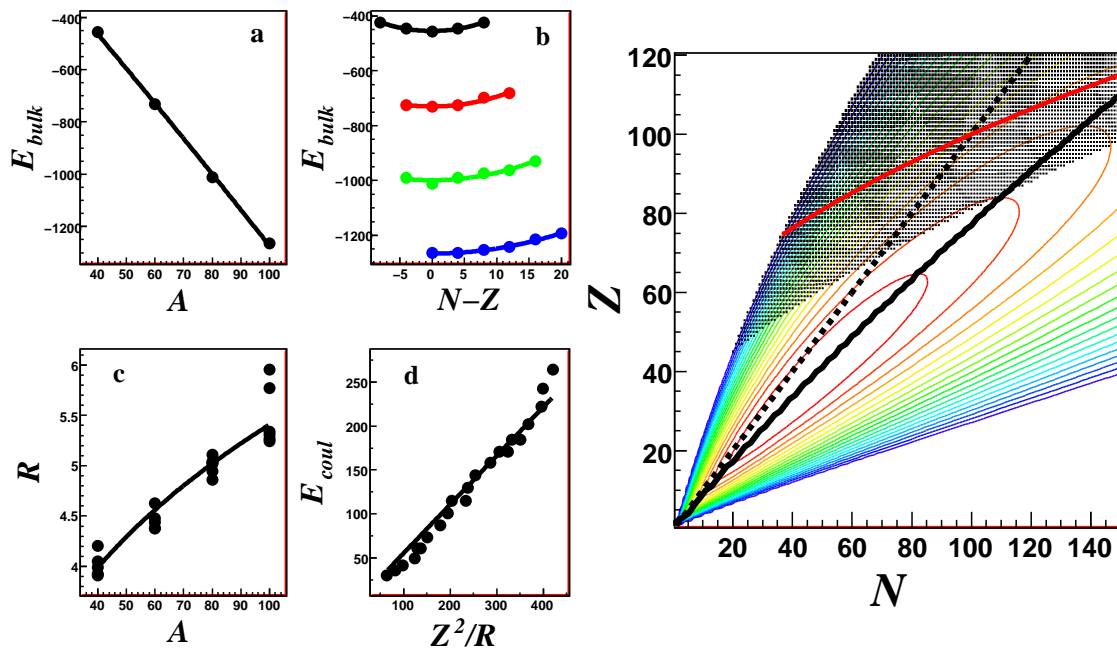 a
-400
-600
-800
-1000
-1200
E_bulk
40 50 60 70 80 90 100
A
b
-400
-600
-800
-1000
-1200
E_bulk
-5 0 5 10 15 20
N-Z
c
6
5.5
5
4.5
4
R
40 50 60 70 80 90 100
A
d
250
200
150
100
50
E_coul
100 200 300 400
Z^2/R
120
100
80
60
40
20
Z
20 40 60 80 100 120 140
N